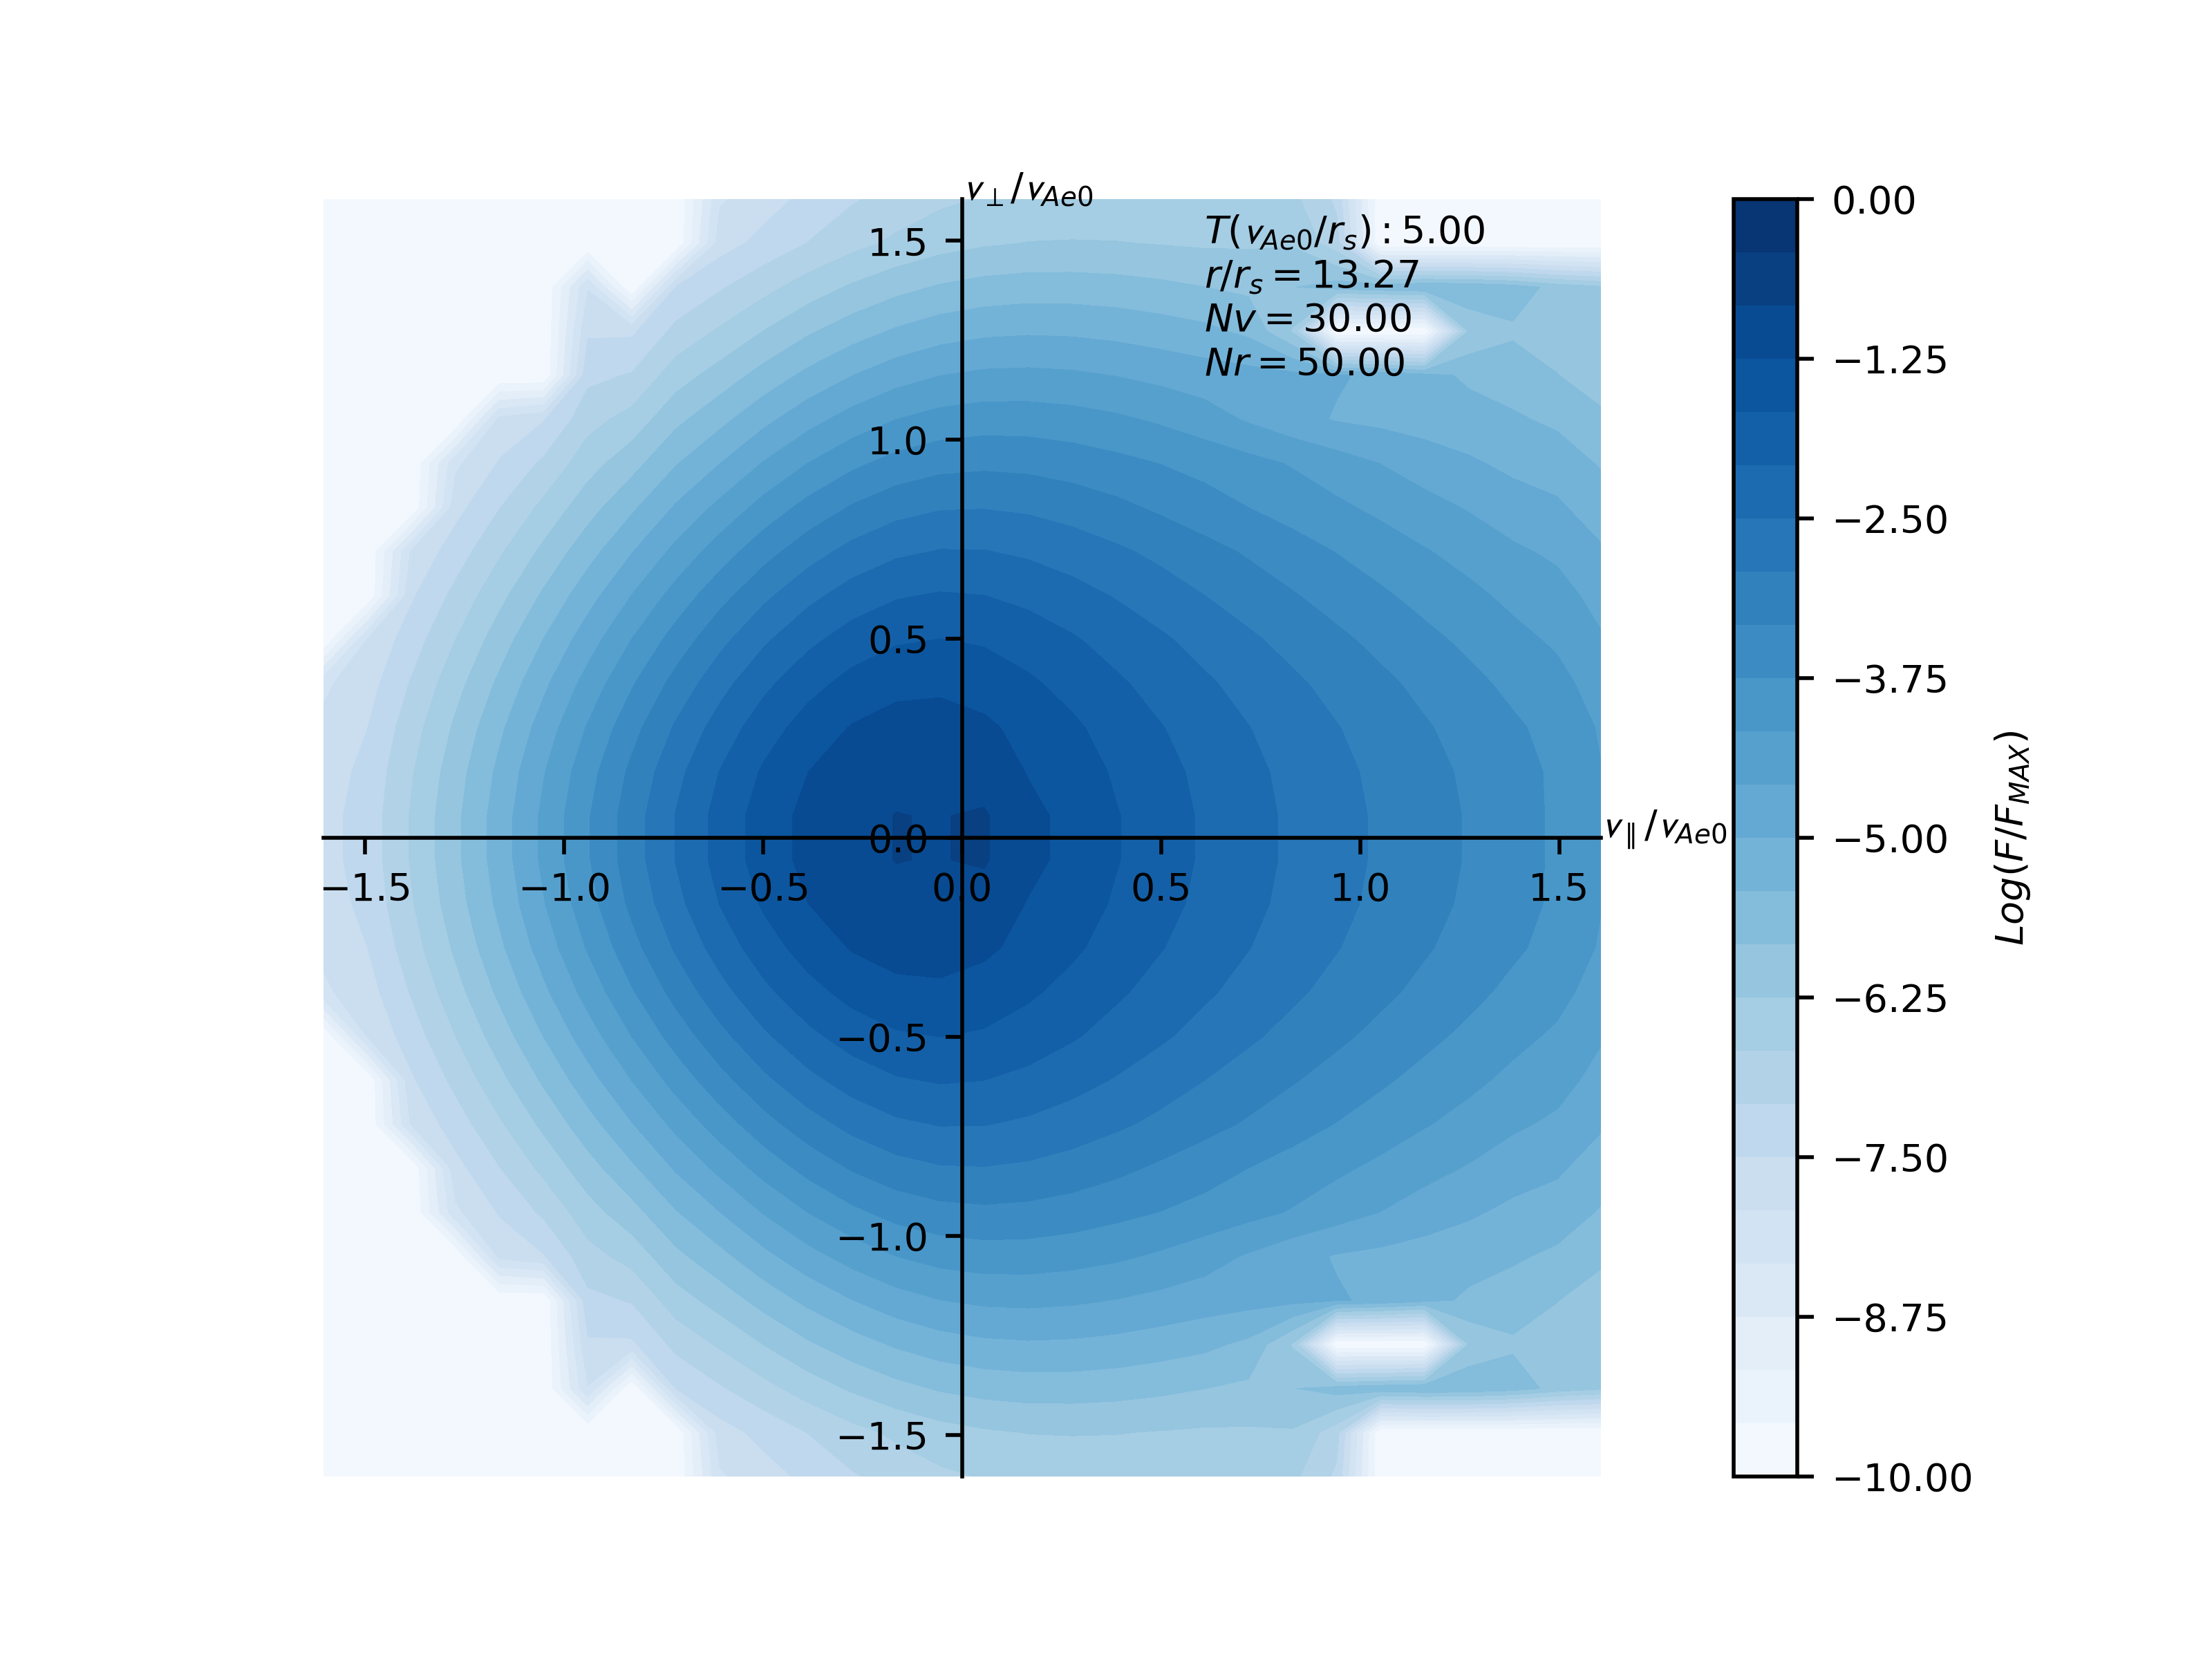 v⊥/vAe0
T(vAe0/rs) : 5.00
r/rs = 13.27
Nv = 30.00
Nr = 50.00
1.5
1.0
0.5
0.0
−0.5
−1.0
−1.5
−1.5 −1.0 −0.5 0.0 0.5 1.0 1.5
v∥/vAe0
0.00
−1.25
−2.50
−3.75
−5.00
−6.25
−7.50
−8.75
−10.00
Log(F/FMAX)